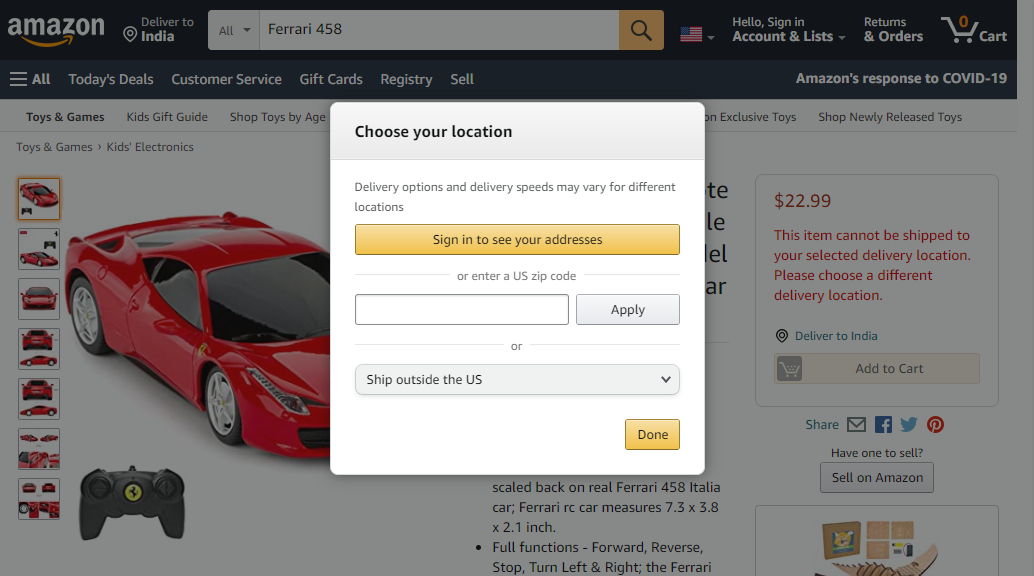 amazon
Deliver to
India
All
Ferrari 458
Hello, Sign in
Account & Lists
Returns
& Orders
0
Cart
All
Today's Deals
Customer Service
Gift Cards
Registry
Sell
Amazon's response to COVID-19
Toys & Games
Kids Gift Guide
Shop Toys by Age
on Exclusive Toys
Shop Newly Released Toys
Toys & Games › Kids' Electronics
Choose your location
Delivery options and delivery speeds may vary for different
locations
Sign in to see your addresses
or enter a US zip code
Apply
or
Ship outside the US
Done
ote
le
del
ar
$22.99
This item cannot be shipped to
your selected delivery location.
Please choose a different
delivery location.
Deliver to India
Add to Cart
Share
Have one to sell?
Sell on Amazon
scaled back on real Ferrari 458 Italia
car; Ferrari rc car measures 7.3 x 3.8
x 2.1 inch.
• Full functions - Forward, Reverse,
Stop, Turn Left & Right; the Ferrari